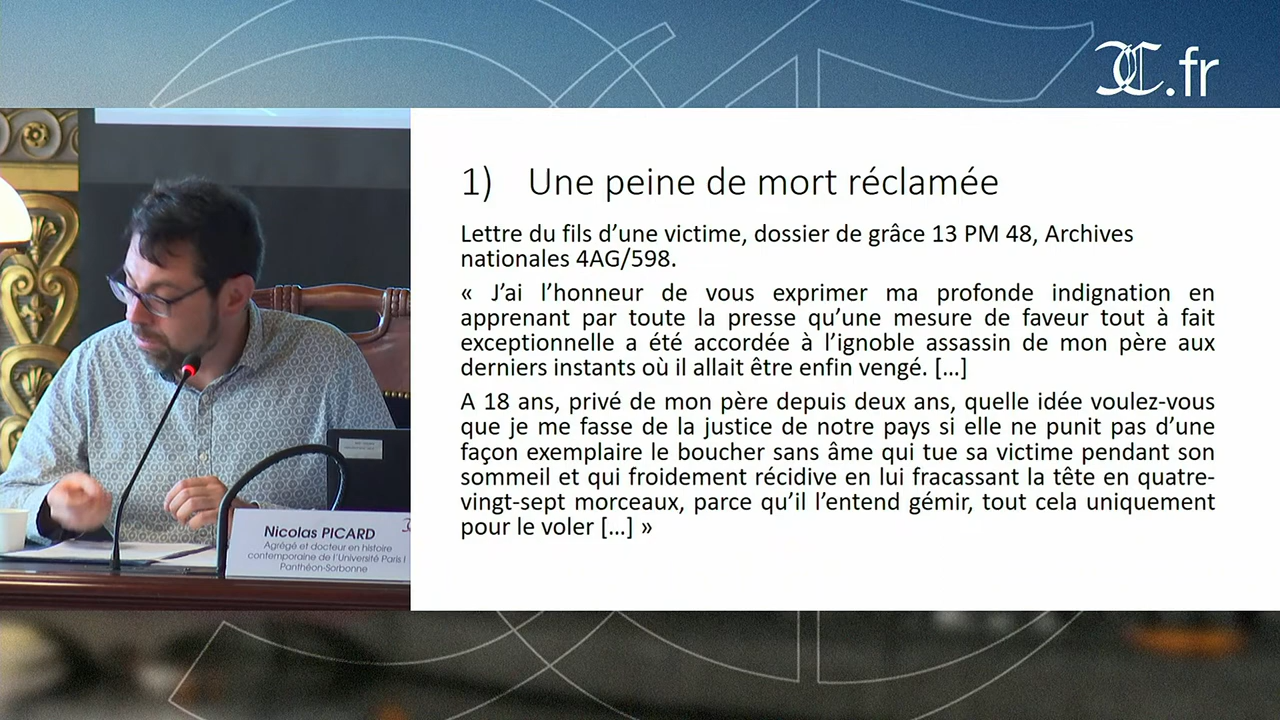 CC.fr
1) Une peine de mort réclamée
Lettre du fils d’une victime, dossier de grâce 13 PM 48, Archives
nationales 4AG/598.
« J’ai l’honneur de vous exprimer ma profonde indignation en
apprenant par toute la presse qu’une mesure de faveur tout à fait
exceptionnelle a été accordée à l’ignoble assassin de mon père aux
derniers instants où il allait être enfin vengé. […]
A 18 ans, privé de mon père depuis deux ans, quelle idée voulez-vous
que je me fasse de la justice de notre pays si elle ne punit pas d’une
façon exemplaire le boucher sans âme qui tue sa victime pendant son
sommeil et qui froidement récidive en lui fracassant la tête en quatre-
vingt-sept morceaux, parce qu’il l’entend gémir, tout cela uniquement
pour le voler […] »
Nicolas PICARD
Agrégé et docteur en histoire
contemporaine de l’Université Paris I
Panthéon-Sorbonne